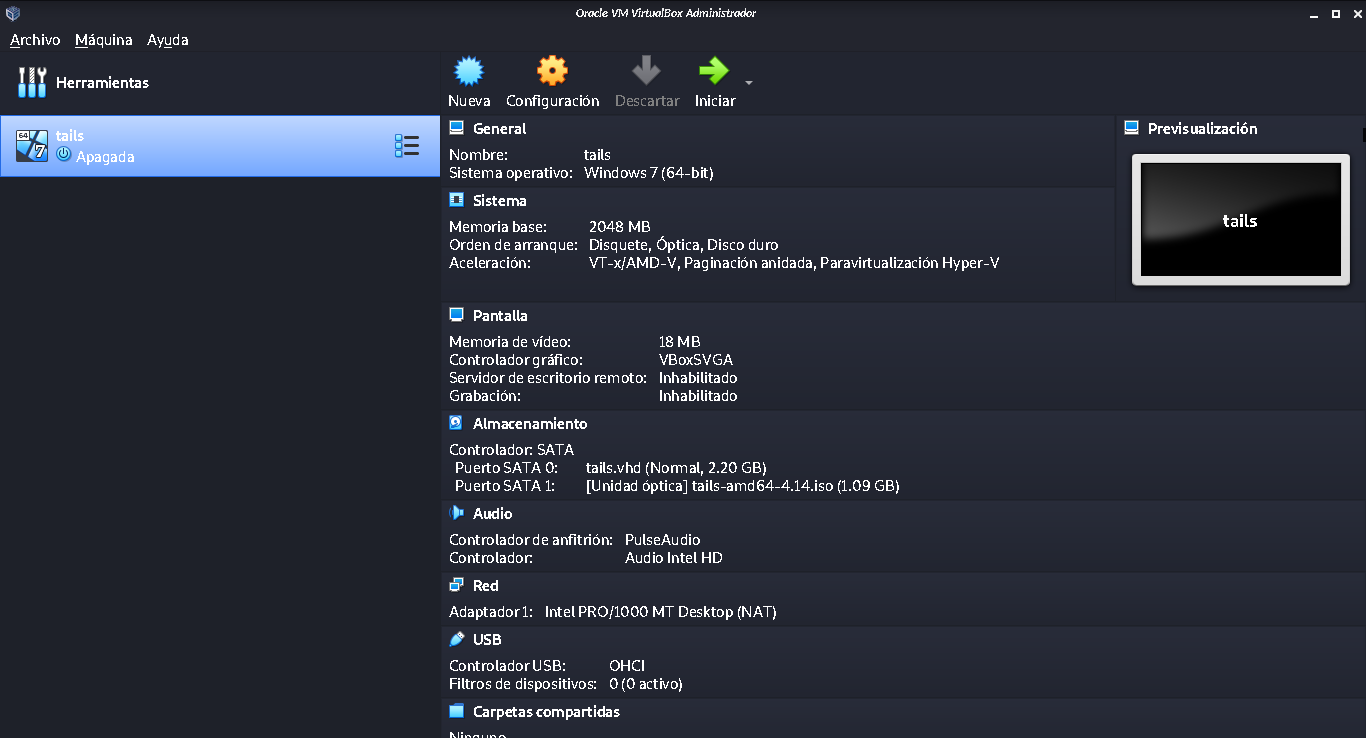 Oracle VM VirtualBox Administrador
Archivo Máquina Ayuda
Herramientas
Nueva Configuración Descartar Iniciar
64
7
tails
Apagada
General
Nombre: tails
Sistema operativo: Windows 7 (64-bit)
Previsualización
tails
Sistema
Memoria base: 2048 MB
Orden de arranque: Disquete, Óptica, Disco duro
Aceleración: VT-x/AMD-V, Paginación anidada, Paravirtualización Hyper-V
Pantalla
Memoria de vídeo: 18 MB
Controlador gráfico: VBoxSVGA
Servidor de escritorio remoto: Inhabilitado
Grabación: Inhabilitado
Almacenamiento
Controlador: SATA
Puerto SATA 0: tails.vhd (Normal, 2.20 GB)
Puerto SATA 1: [Unidad óptica] tails-amd64-4.14.iso (1.09 GB)
Audio
Controlador de anfitrión: PulseAudio
Controlador: Audio Intel HD
Red
Adaptador 1: Intel PRO/1000 MT Desktop (NAT)
USB
Controlador USB: OHCI
Filtros de dispositivos: 0 (0 activo)
Carpetas compartidas
Ninguno